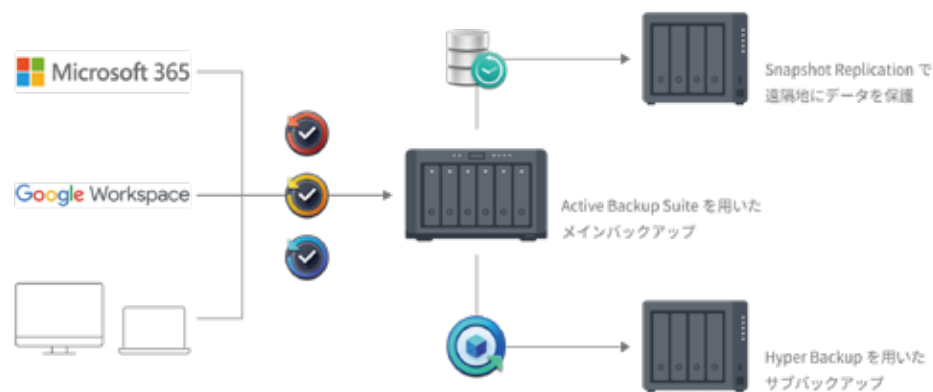 Microsoft 365
Google Workspace
Snapshot Replication で
遠隔地にデータを保護
Active Backup Suite を用いた
メインバックアップ
Hyper Backup を用いた
サブバックアップ